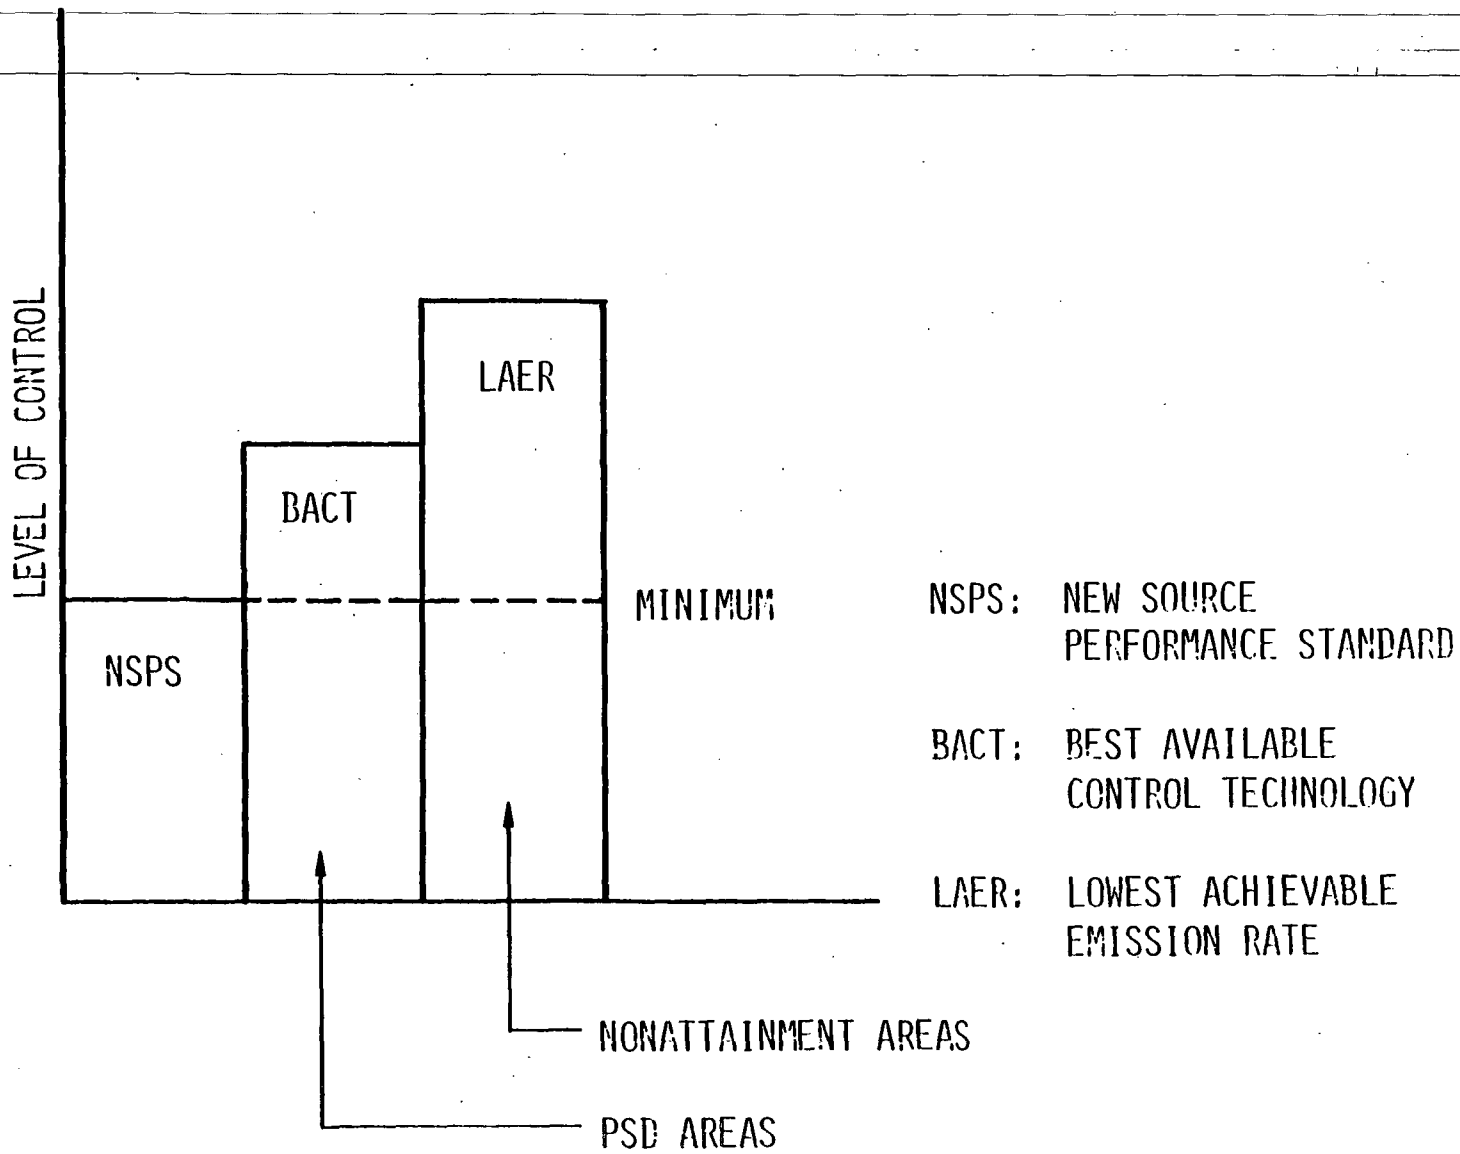 LEVEL OF CONTROL
LAER
BACT
NSPS
MINIMUM
NSPS: NEW SOURCE
PERFORMANCE STANDARD
BACT: BEST AVAILABLE
CONTROL TECHNOLOGY
LAER: LOWEST ACHIEVABLE
EMISSION RATE
NONATTAINMENT AREAS
PSD AREAS